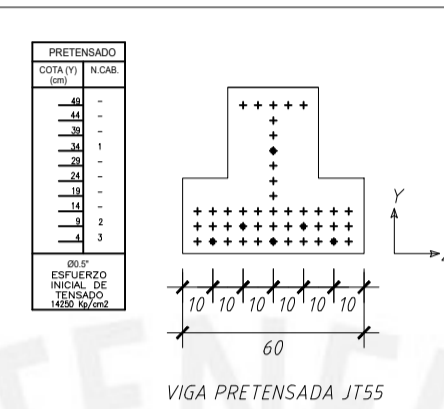 PRETENSADO
COTA (Y) N.CAB.
(cm)
49 -
44 -
39 -
34 1
29 -
24 -
19 -
14 -
9 2
4 3
Ø0.5"
ESFUERZO
INICIAL DE
TENSADO
14250 Kp/cm2
Y
10 10 10 10 10 10
60
VIGA PRETENSADA JT55